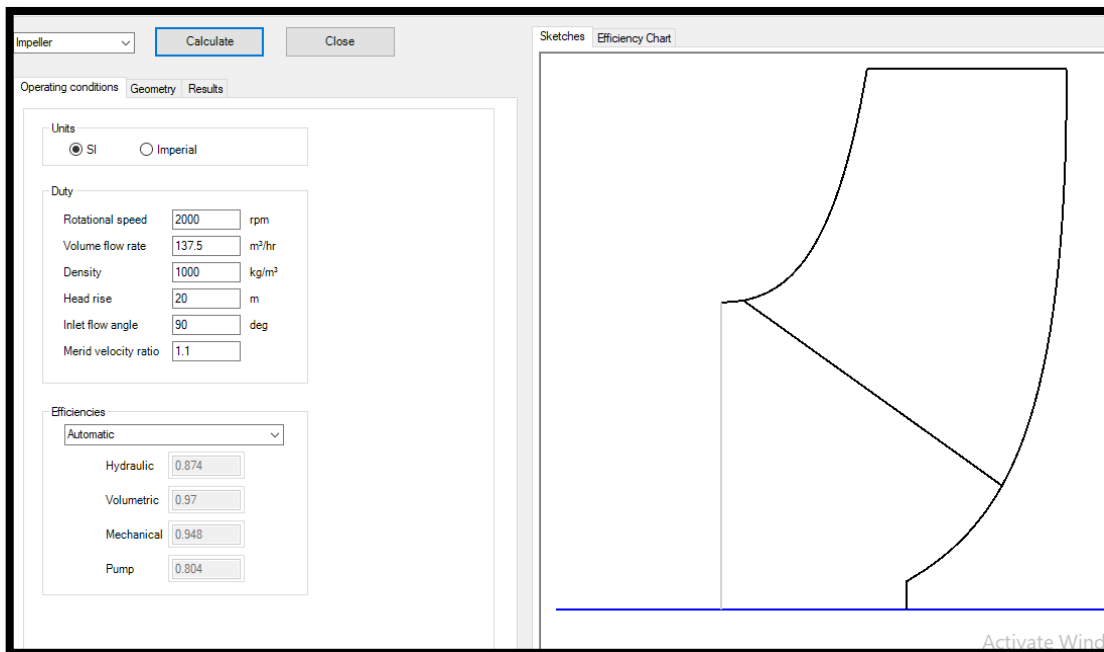 Impeller
Calculate
Close
Operating conditions Geometry Results
Units
SI Imperial
Duty
Rotational speed 2000 rpm
Volume flow rate 137.5 m³/hr
Density 1000 kg/m³
Head rise 20 m
Inlet flow angle 90 deg
Merid velocity ratio 1.1
Efficiencies
Automatic
Hydraulic 0.874
Volumetric 0.97
Mechanical 0.948
Pump 0.804
Sketches Efficiency Chart
Activate Wind